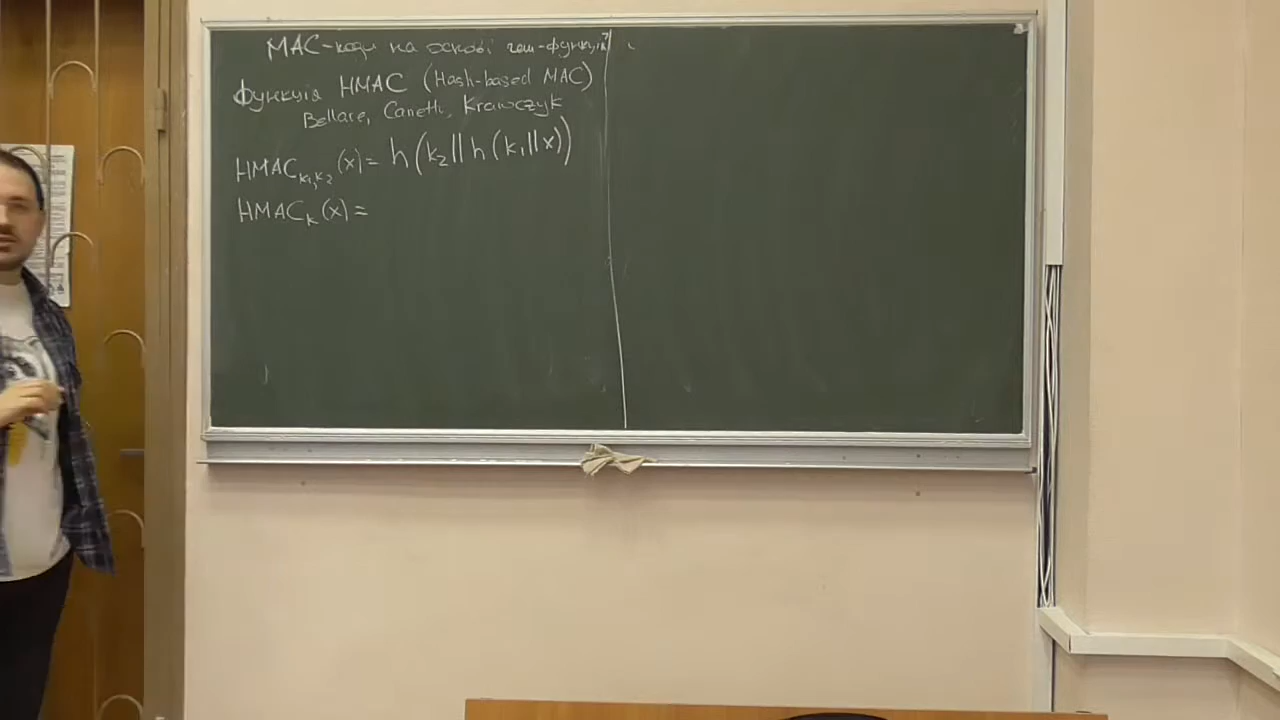 MAC-коди на основі геш-функцій
Функція HMAC (Hash-based MAC)
Bellare, Canetti, Krawczyk
HMAC_{k₁,k₂}(x) = h(k₂||h(k₁||x))
HMAC_k(x) =